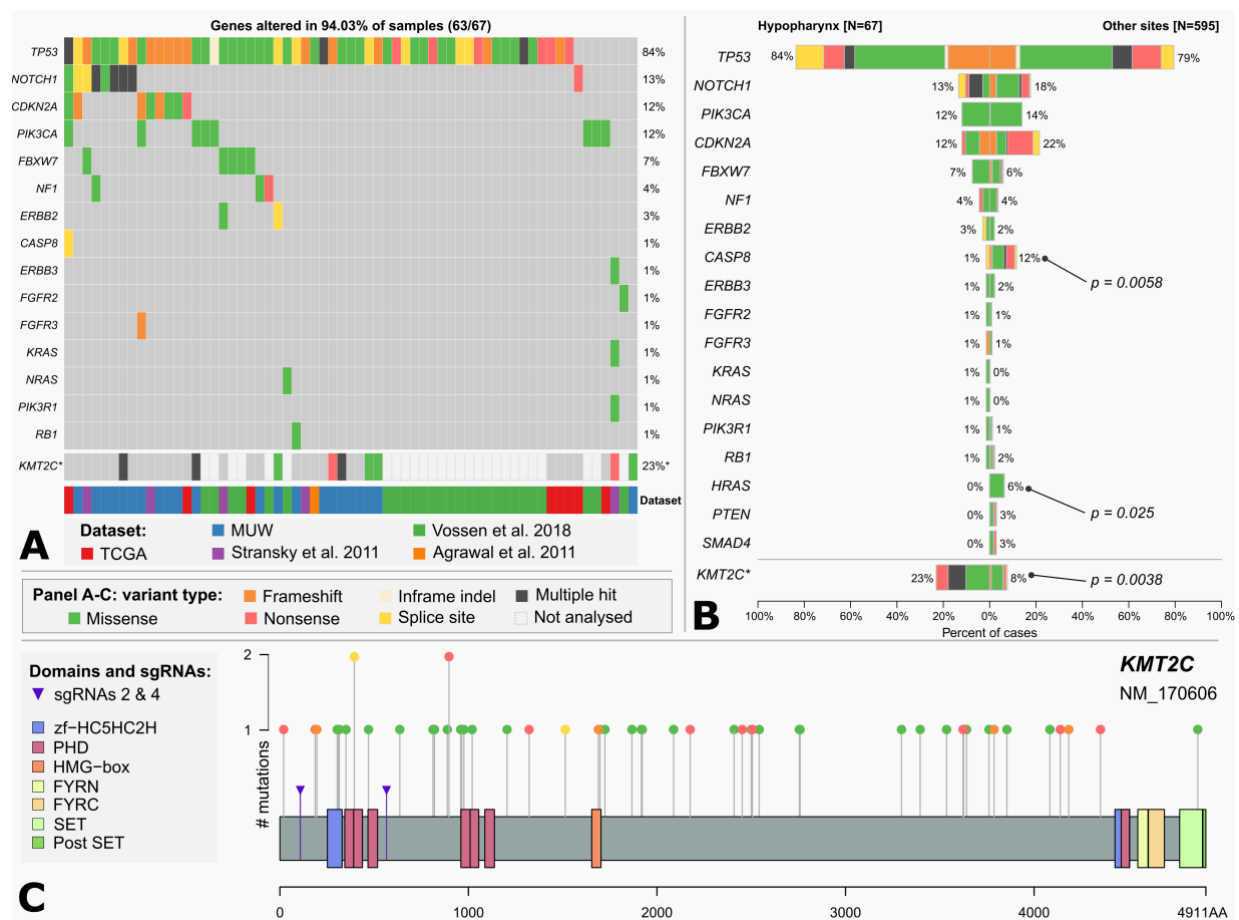 Genes altered in 94.03% of samples (63/67)
TP53 84%
NOTCH1 13%
CDKN2A 12%
PIK3CA 12%
FBXW7 7%
NF1 4%
ERBB2 3%
CASP8 1%
ERBB3 1%
FGFR2 1%
FGFR3 1%
KRAS 1%
NRAS 1%
PIK3R1 1%
RB1 1%
KMT2C* 23%*
Dataset
A
Dataset:
MUW
Vossen et al. 2018
TCGA
Stransky et al. 2011
Agrawal et al. 2011
Panel A-C: variant type:
Frameshift
Inframe indel
Multiple hit
Missense
Nonsense
Splice site
Not analysed
Hypopharynx [N=67] Other sites [N=595]
TP53 84% 79%
NOTCH1 13% 18%
PIK3CA 12% 14%
CDKN2A 12% 22%
FBXW7 7% 6%
NF1 4% 4%
ERBB2 3% 2%
CASP8 1% 12%
p = 0.0058
ERBB3 1% 2%
FGFR2 1% 1%
FGFR3 1% 1%
KRAS 1% 0%
NRAS 1% 0%
PIK3R1 1% 1%
RB1 1% 2%
HRAS 0% 6%
p = 0.025
PTEN 0% 3%
SMAD4 0% 3%
KMT2C* 23% 8% p = 0.0038
B
100% 80% 60% 40% 20% 0% 20% 40% 60% 80% 100%
Percent of cases
Domains and sgRNAs:
sgRNAs 2 & 4
zf-HC5HC2H
PHD
HMG-box
FYRN
FYRC
SET
Post SET
C
2
1
# mutations
KMT2C
NM_170606
0 1000 2000 3000 4000 4911AA